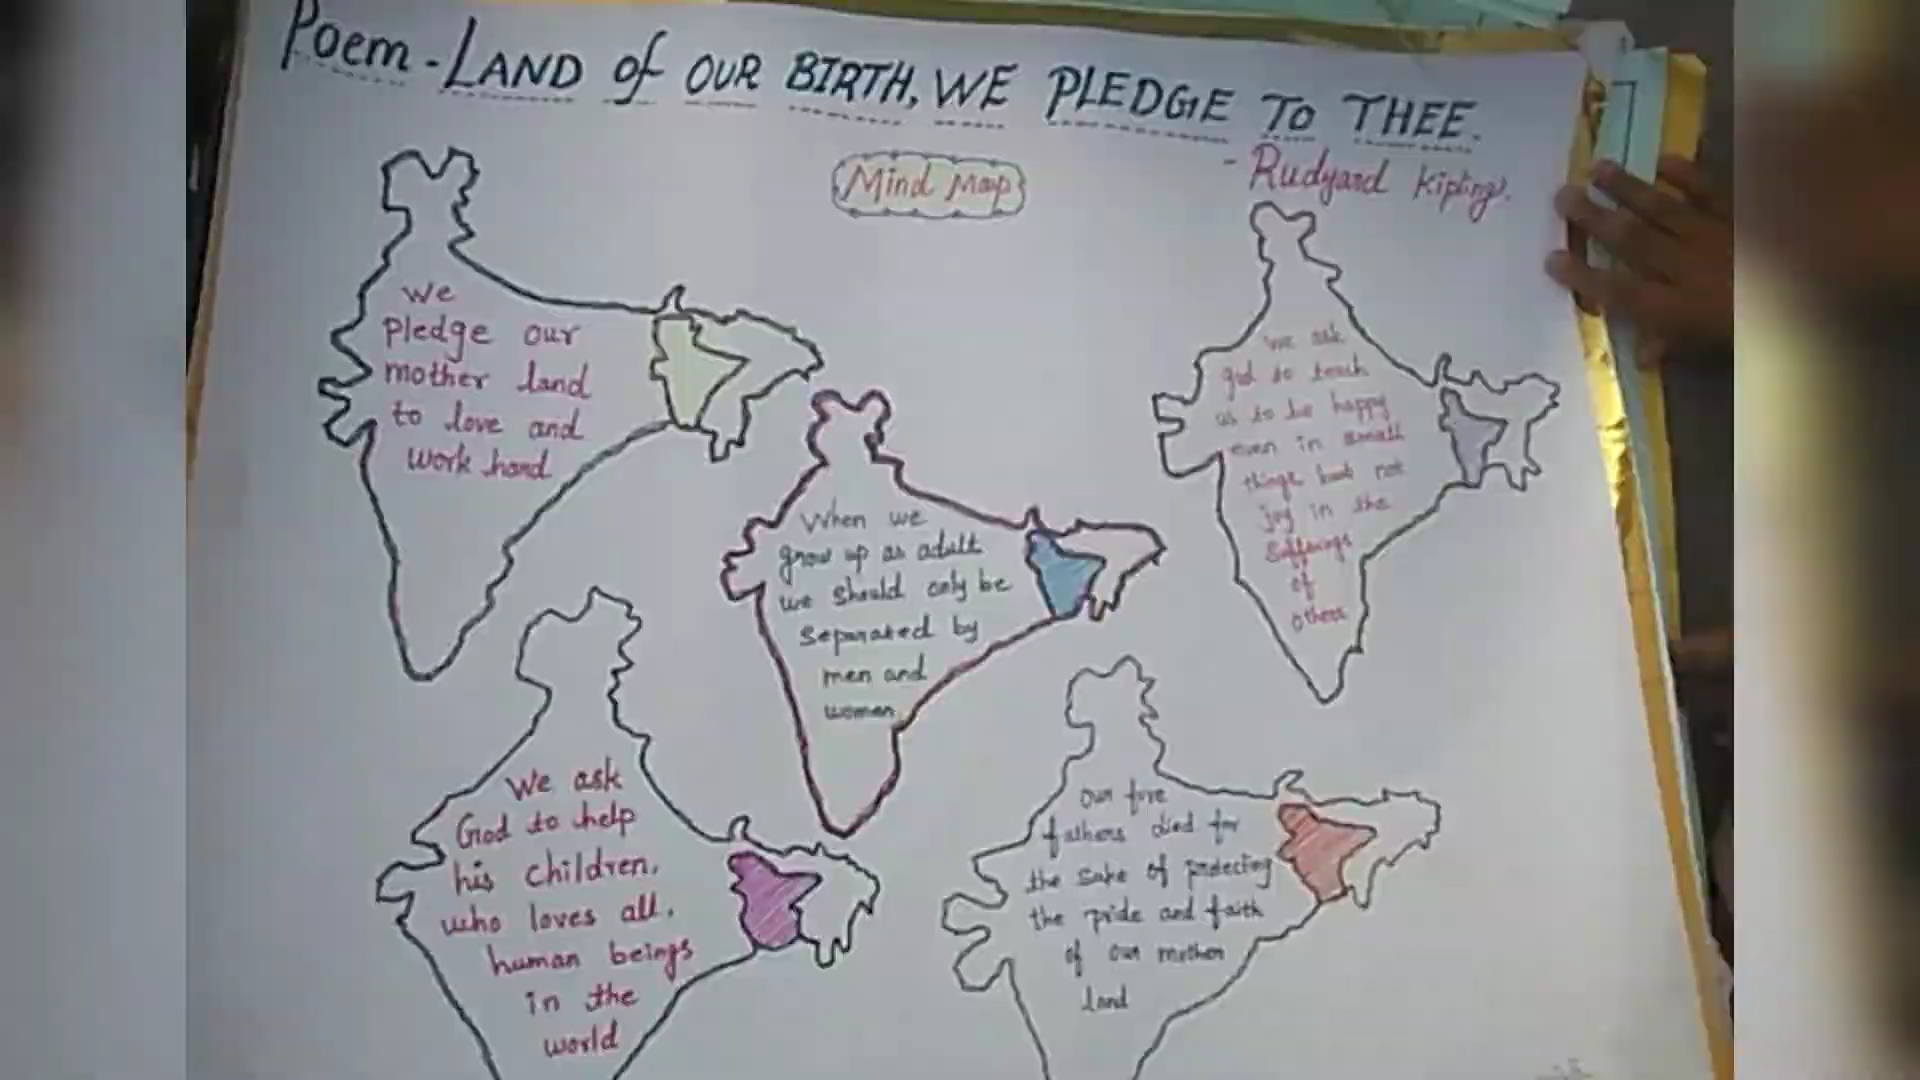 Poem - LAND of OUR BIRTH, WE PLEDGE TO THEE.
- Rudyard Kipling.
Mind Map
We
pledge our
mother land
to love and
work hard
When we
grow up as adult
we should only be
separated by
men and
women
we ask
god to teach
us to be happy
even in small
things but not
joy in the
sufferings
of
others
We ask
God to help
his children,
who loves all,
human beings
in the
world
Our fore
fathers died for
the sake of protecting
the pride and faith
of our mother
land